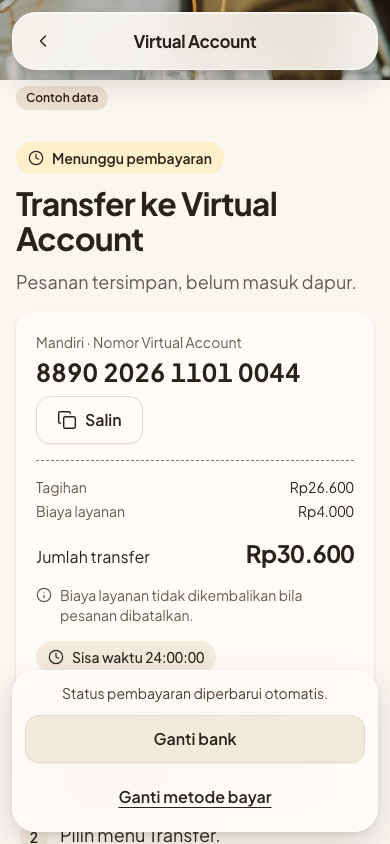 Virtual Account
Contoh data
Menunggu pembayaran
Transfer ke Virtual
Account
Pesanan tersimpan, belum masuk dapur.
Mandiri · Nomor Virtual Account
8890 2026 1101 0044
Salin
Tagihan Rp26.600
Biaya layanan Rp4.000
Jumlah transfer Rp30.600
Biaya layanan tidak dikembalikan bila
pesanan dibatalkan.
Sisa waktu 24:00:00
Status pembayaran diperbarui otomatis.
Ganti bank
Ganti metode bayar
2 Pilih menu Transfer.